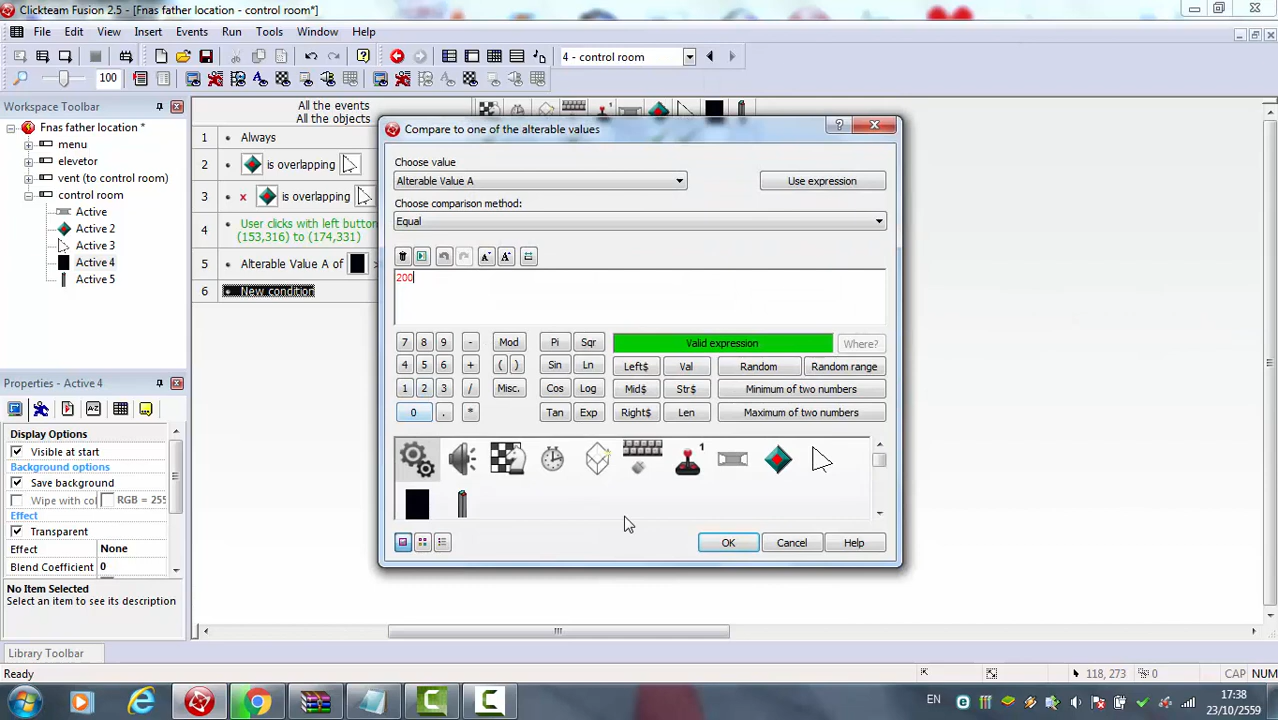 Clickteam Fusion 2.5 - [Fnas father location - control room*]
File Edit View Insert Events Run Tools Window Help
4 - control room
100
Workspace Toolbar
Fnas father location *
menu
elevetor
vent (to control room)
control room
Active
Active 2
Active 3
Active 4
Active 5
All the events
All the objects
1 • Always
2 • is overlapping
3 • x is overlapping
4 • User clicks with left button
(153,316) to (174,331)
5 • Alterable Value A of
6 • New condition
Compare to one of the alterable values
Choose value
Alterable Value A
Use expression
Choose comparison method:
Equal
200
7 8 9 - Mod Pi Sqr Valid expression Where?
4 5 6 + ( ) Sin Ln Left$ Val Random Random range
1 2 3 / Misc. Cos Log Mid$ Str$ Minimum of two numbers
0 . * Tan Exp Right$ Len Maximum of two numbers
1
OK Cancel Help
Properties - Active 4
Display Options
Visible at start
Background options
Save background
Wipe with col RGB = 255
Effect
Transparent
Effect None
Blend Coefficient 0
No Item Selected
Select an item to see its description
Library Toolbar
Ready
118, 273
0
CAP NUM
EN
17:38
23/10/2559